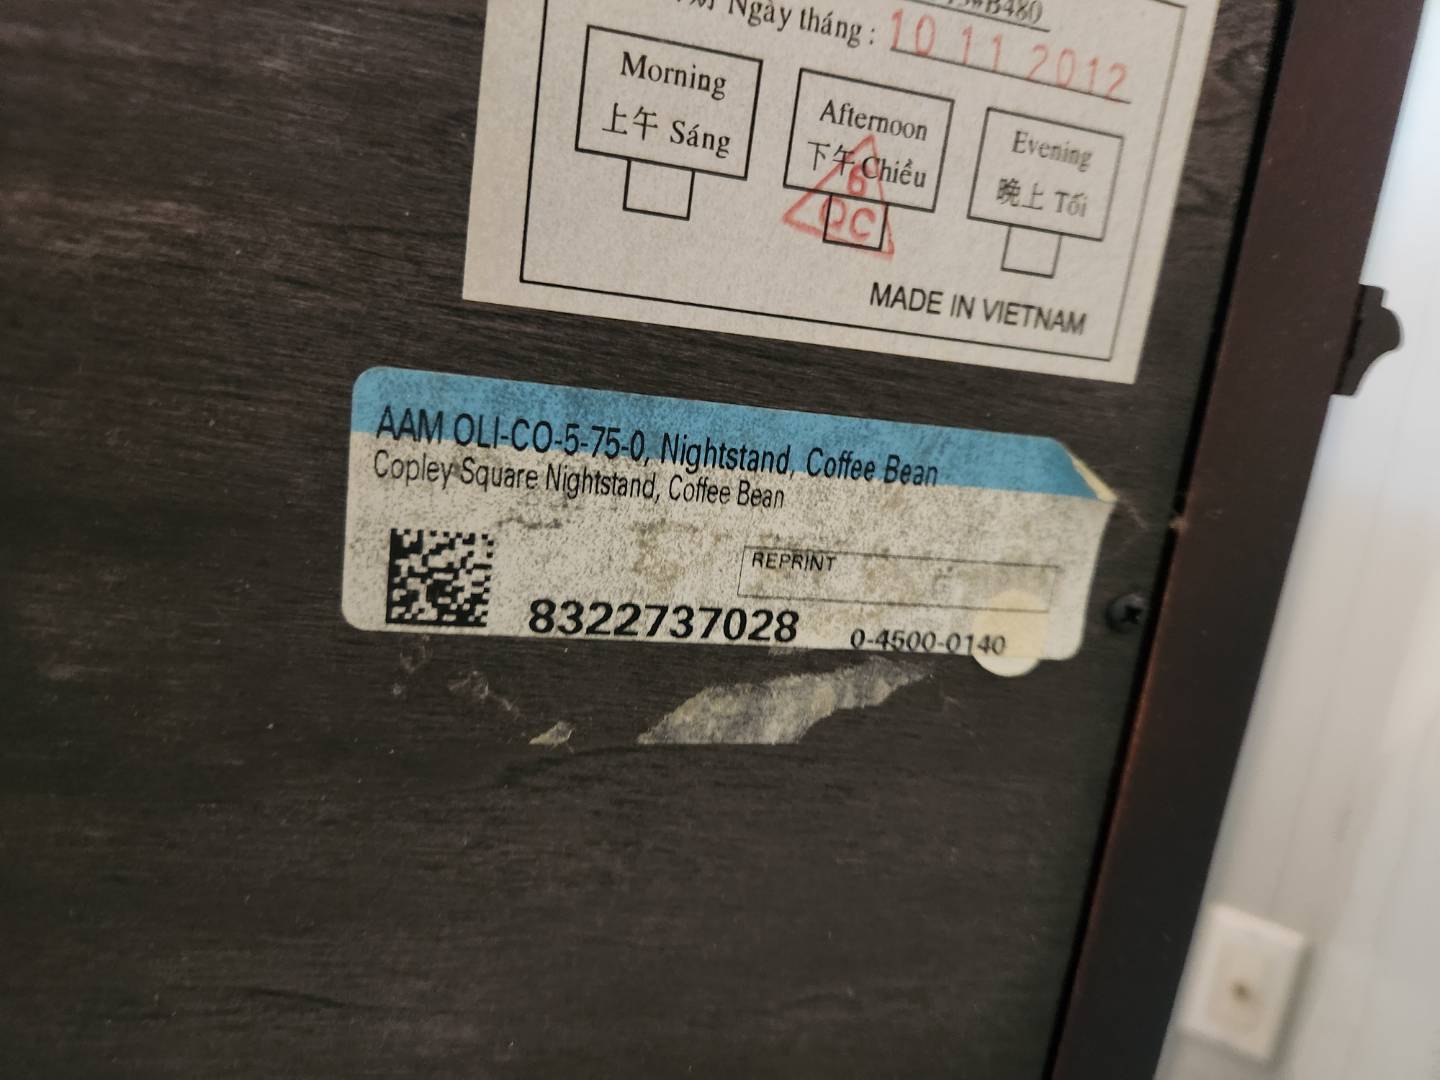 Ngày tháng : 10 11 2012
Morning
上午 Sáng
Afternoon
下午 Chiều
Evening
晚上 Tối
6
QC
MADE IN VIETNAM
AAM OLI-CO-5-75-0, Nightstand, Coffee Bean
Copley Square Nightstand, Coffee Bean
REPRINT
8322737028
0-4500-0140